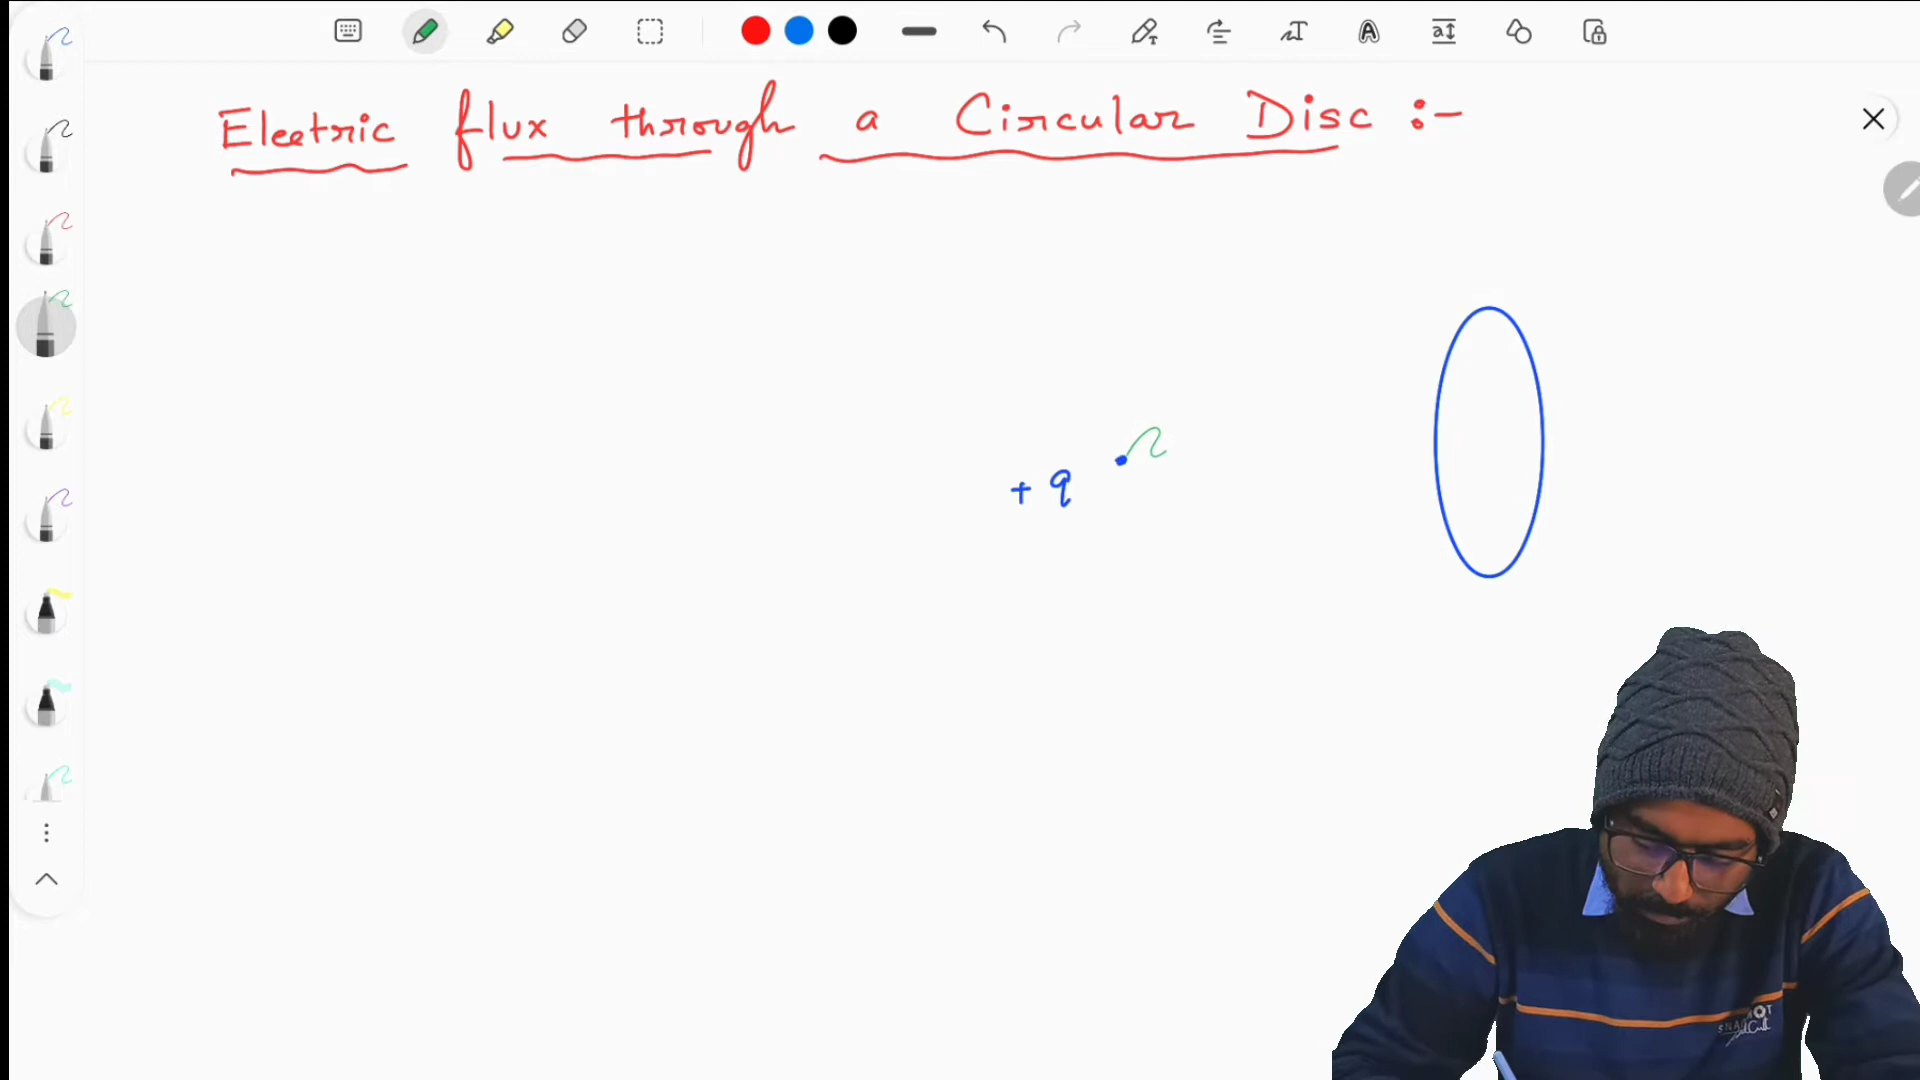 Electric flux through a Circular Disc :-
+ q